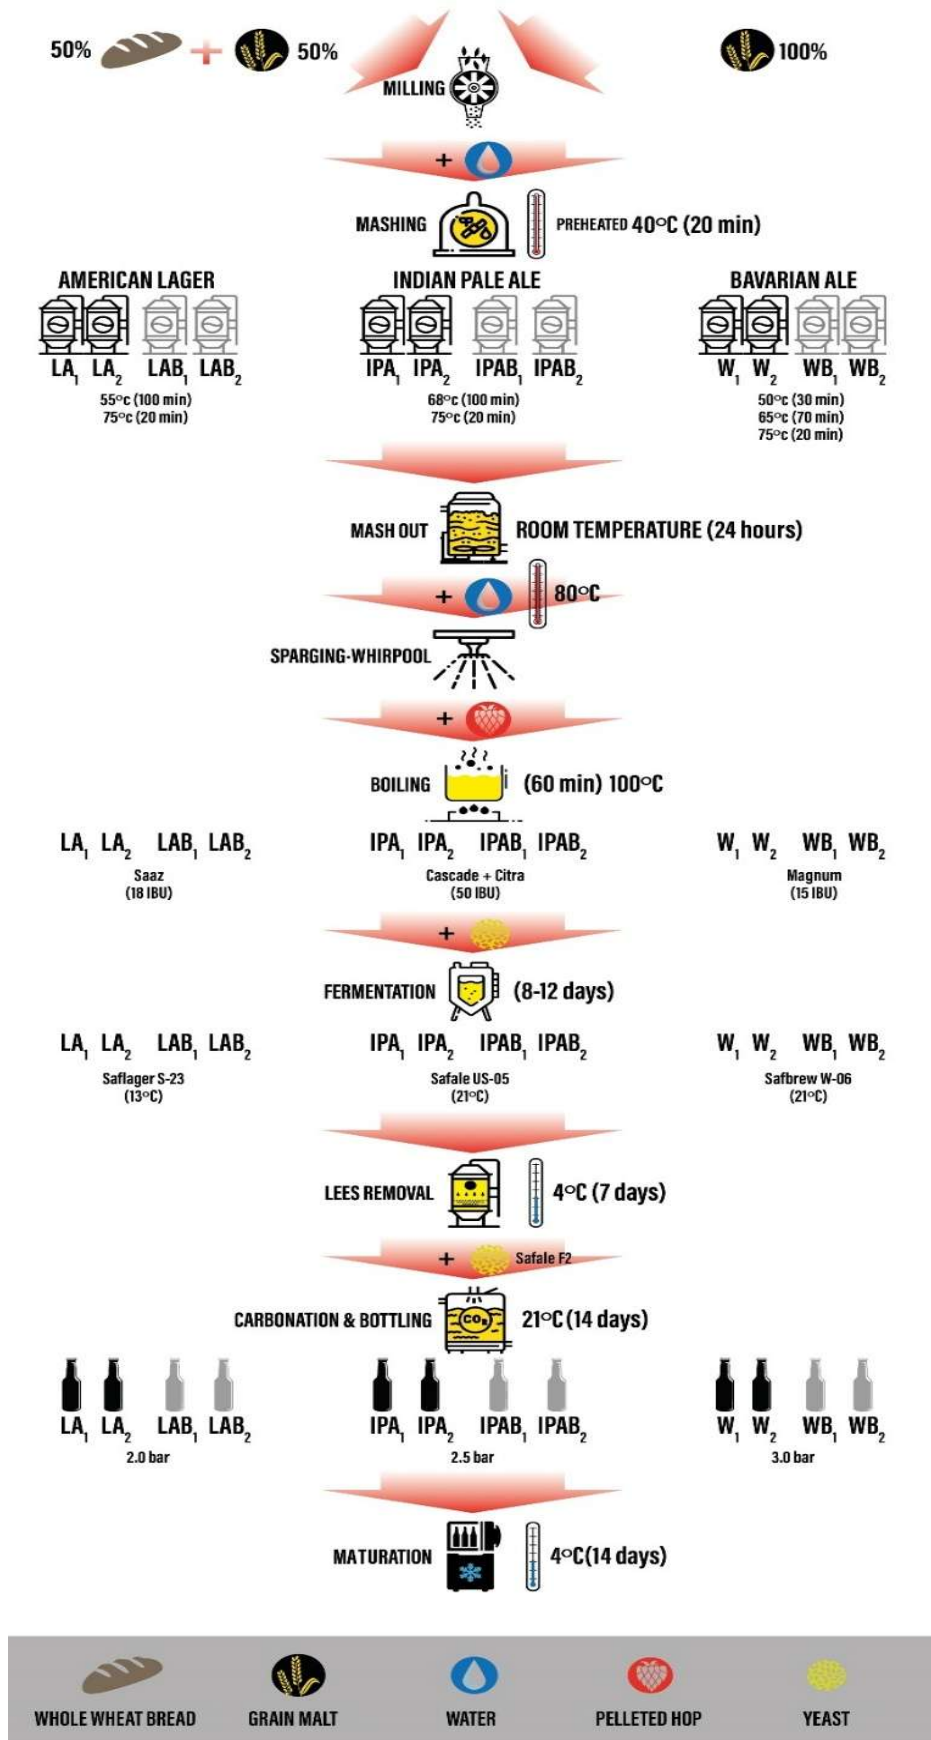 50% + 50%
100%
MILLING
+
MASHING PREHEATED 40°C (20 min)
AMERICAN LAGER INDIAN PALE ALE BAVARIAN ALE
LA1 LA2 LAB1 LAB2 IPA1 IPA2 IPAB1 IPAB2 W1 W2 WB1 WB2
55°c (100 min) 68°c (100 min) 50°c (30 min)
75°c (20 min) 75°c (20 min) 65°c (70 min)
75°c (20 min)
MASH OUT ROOM TEMPERATURE (24 hours)
+ 80°C
SPARGING-WHIRPOOL
+
BOILING (60 min) 100°C
LA1 LA2 LAB1 LAB2 IPA1 IPA2 IPAB1 IPAB2 W1 W2 WB1 WB2
Saaz Cascade + Citra Magnum
(18 IBU) (50 IBU) (15 IBU)
+
FERMENTATION (8-12 days)
LA1 LA2 LAB1 LAB2 IPA1 IPA2 IPAB1 IPAB2 W1 W2 WB1 WB2
Saflager S-23 Safale US-05 Safbrew W-06
(13°C) (21°C) (21°C)
LEES REMOVAL 4°C (7 days)
+ Safale F2
CARBONATION & BOTTLING CO2 21°C (14 days)
LA1 LA2 LAB1 LAB2 IPA1 IPA2 IPAB1 IPAB2 W1 W2 WB1 WB2
2.0 bar 2.5 bar 3.0 bar
MATURATION 4°C(14 days)
WHOLE WHEAT BREAD GRAIN MALT WATER PELLETED HOP YEAST